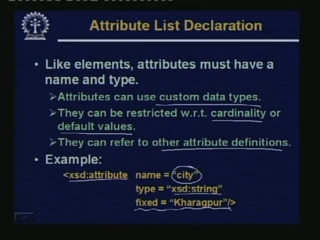 Attribute List Declaration
• Like elements, attributes must have a
name and type.
➢Attributes can use custom data types.
➢They can be restricted w.r.t. cardinality or
default values.
➢They can refer to other attribute definitions.
• Example:
<xsd:attribute name = "city"
type = "xsd:string"
fixed = "Kharagpur"/>